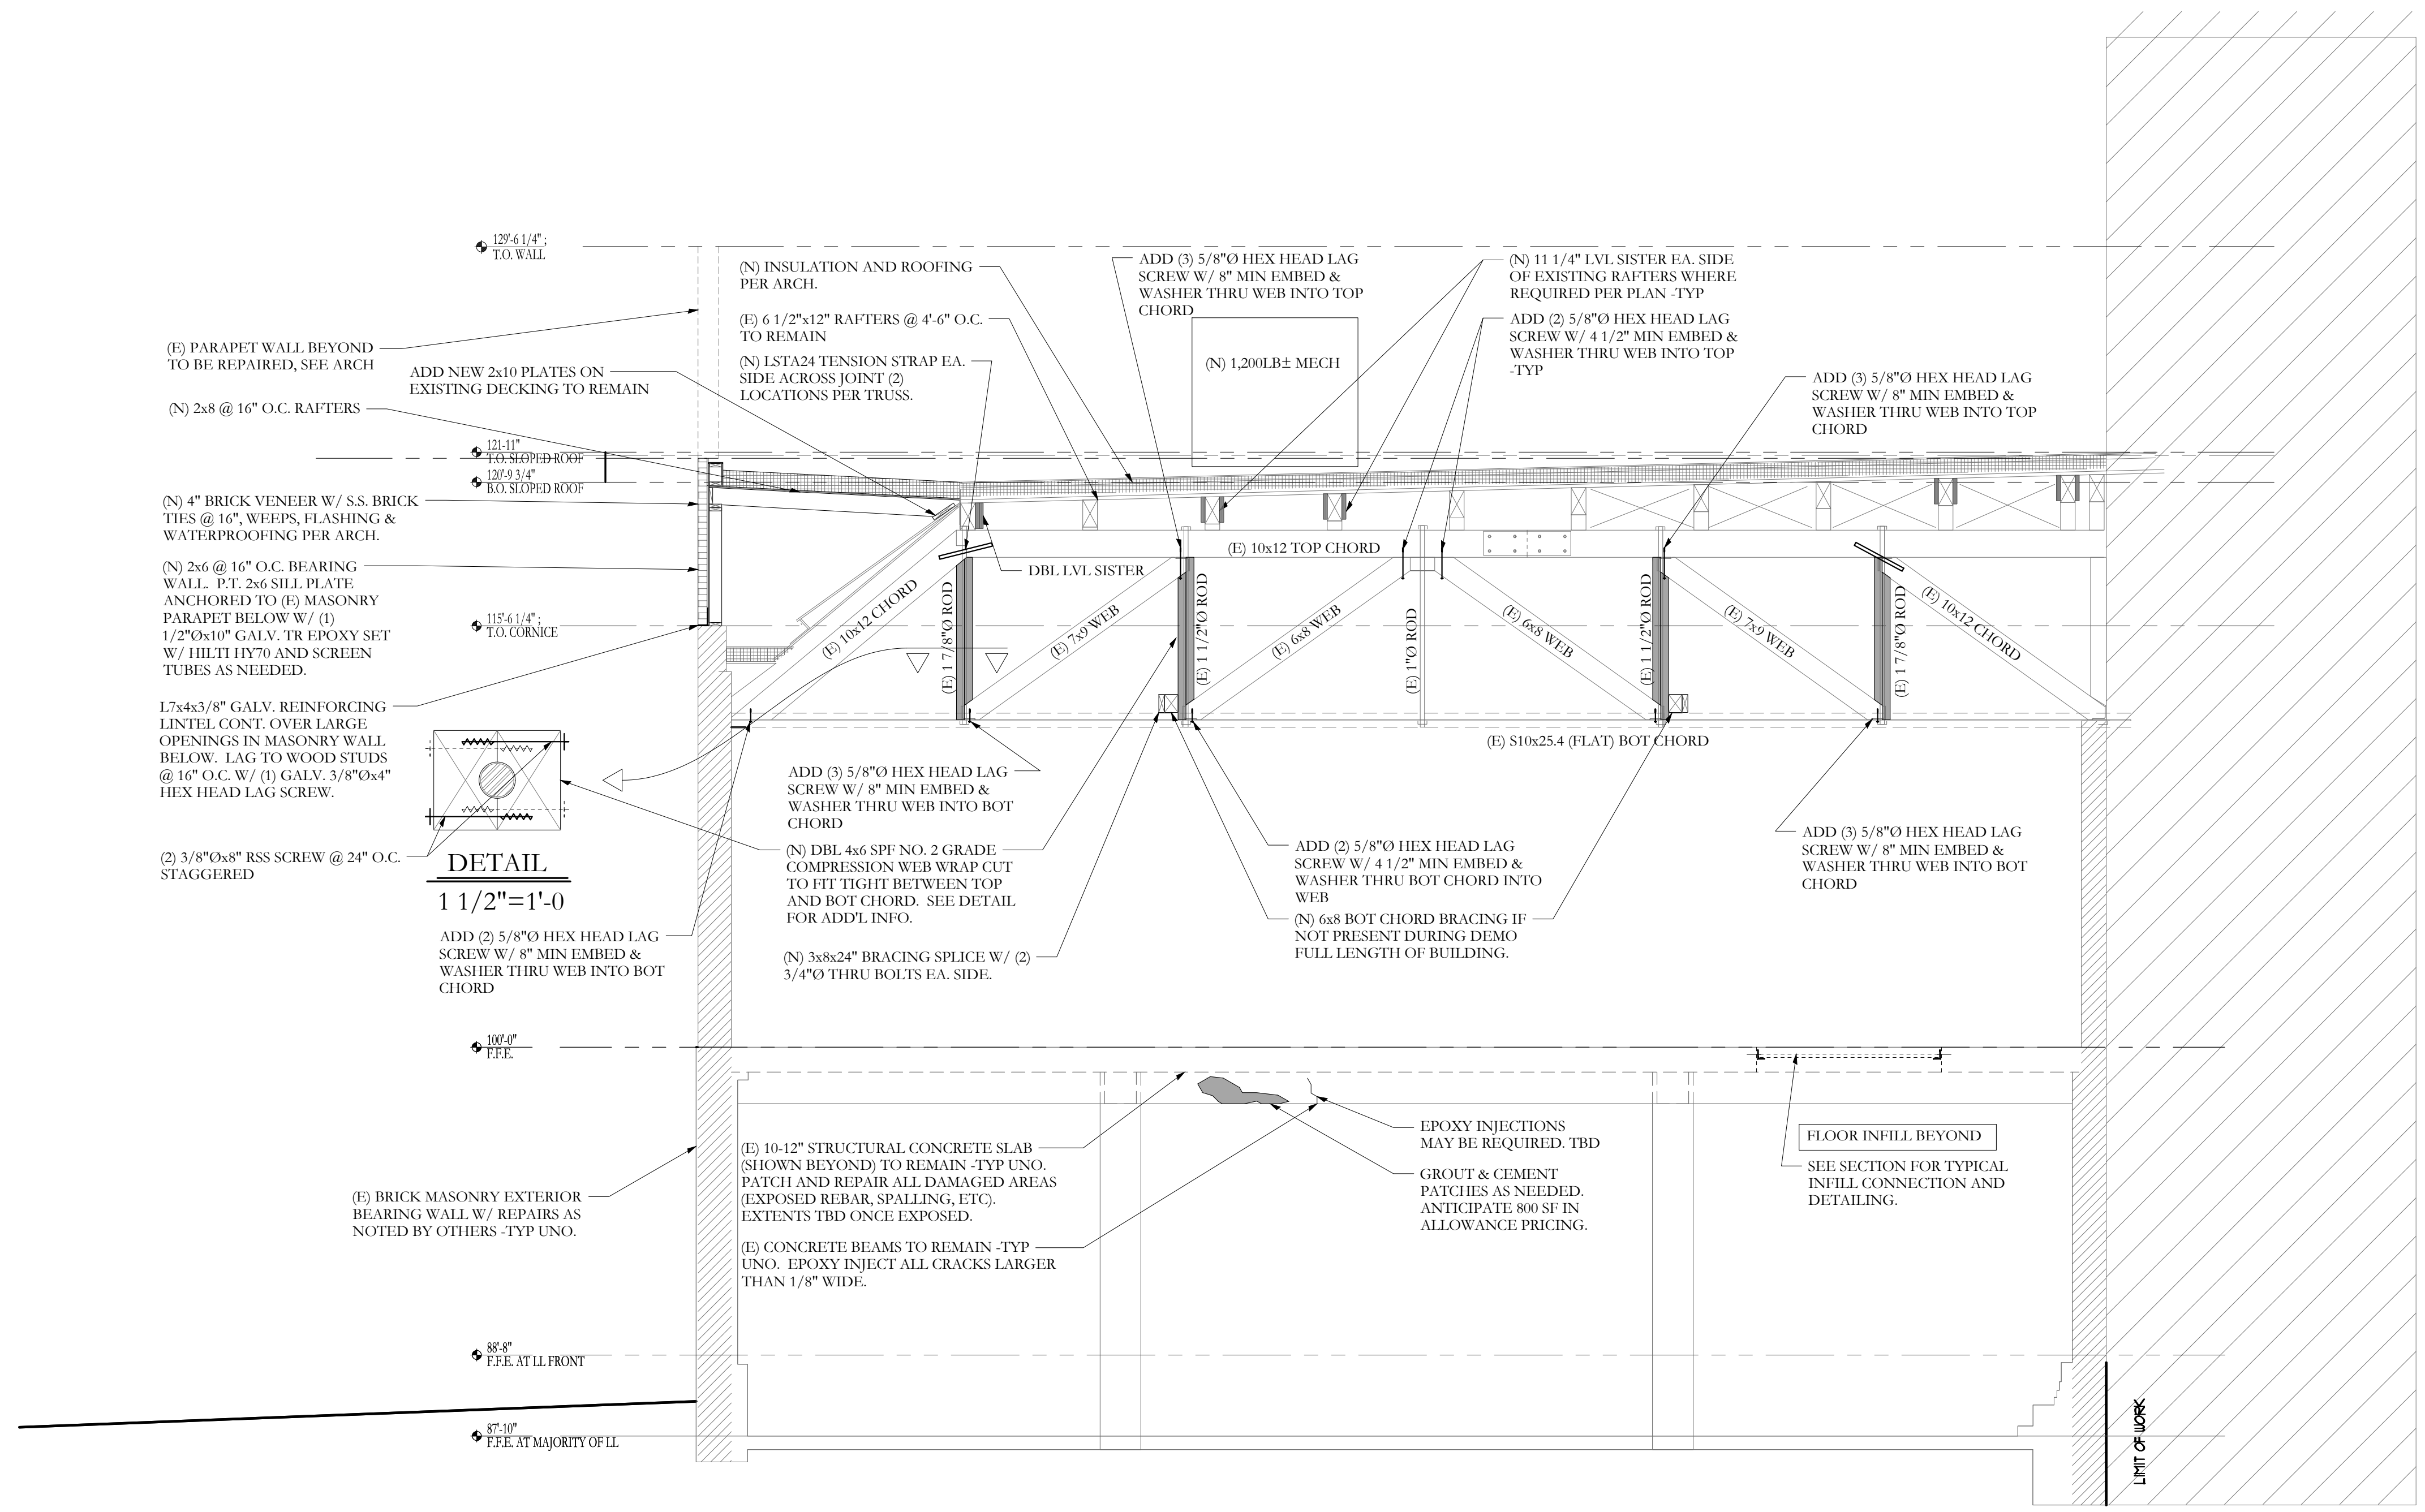 129'-6 1/4" ;
T.O. WALL
(N) INSULATION AND ROOFING
PER ARCH.
(E) 6 1/2"x12" RAFTERS @ 4'-6" O.C.
TO REMAIN
(N) LSTA24 TENSION STRAP EA.
SIDE ACROSS JOINT (2)
LOCATIONS PER TRUSS.
ADD (3) 5/8"Ø HEX HEAD LAG
SCREW W/ 8" MIN EMBED &
WASHER THRU WEB INTO TOP
CHORD
(N) 1,200LB± MECH
(N) 11 1/4" LVL SISTER EA. SIDE
OF EXISTING RAFTERS WHERE
REQUIRED PER PLAN -TYP
ADD (2) 5/8"Ø HEX HEAD LAG
SCREW W/ 4 1/2" MIN EMBED &
WASHER THRU WEB INTO TOP
-TYP
ADD (3) 5/8"Ø HEX HEAD LAG
SCREW W/ 8" MIN EMBED &
WASHER THRU WEB INTO TOP
CHORD
(E) PARAPET WALL BEYOND
TO BE REPAIRED, SEE ARCH
ADD NEW 2x10 PLATES ON
EXISTING DECKING TO REMAIN
(N) 2x8 @ 16" O.C. RAFTERS
121-11"
T.O. SLOPED ROOF
120'-9 3/4"
B.O. SLOPED ROOF
(N) 4" BRICK VENEER W/ S.S. BRICK
TIES @ 16", WEEPS, FLASHING &
WATERPROOFING PER ARCH.
(N) 2x6 @ 16" O.C. BEARING
WALL.  P.T. 2x6 SILL PLATE
ANCHORED TO (E) MASONRY
PARAPET BELOW W/ (1)
1/2"Øx10" GALV. TR EPOXY SET
W/ HILTI HY70 AND SCREEN
TUBES AS NEEDED.
115'-6 1/4" ;
T.O. CORNICE
L7x4x3/8" GALV. REINFORCING
LINTEL CONT. OVER LARGE
OPENINGS IN MASONRY WALL
BELOW.  LAG TO WOOD STUDS
@ 16" O.C. W/ (1) GALV. 3/8"Øx4"
HEX HEAD LAG SCREW.
(2) 3/8"Øx8" RSS SCREW @ 24" O.C.
STAGGERED
DETAIL
1 1/2"=1'-0
(E) 10x12 TOP CHORD
DBL LVL SISTER
(E) 10x12 CHORD
(E) 1 7/8"Ø ROD
(E) 7x9 WEB
(E) 1 1/2"Ø ROD
(E) 6x8 WEB
(E) 1"Ø ROD
(E) 6x8 WEB
(E) 1 1/2"Ø ROD
(E) 7x9 WEB
(E) 1 7/8"Ø ROD
(E) 10x12 CHORD
(E) S10x25.4 (FLAT) BOT CHORD
ADD (3) 5/8"Ø HEX HEAD LAG
SCREW W/ 8" MIN EMBED &
WASHER THRU WEB INTO BOT
CHORD
(N) DBL 4x6 SPF NO. 2 GRADE
COMPRESSION WEB WRAP CUT
TO FIT TIGHT BETWEEN TOP
AND BOT CHORD.  SEE DETAIL
FOR ADD'L INFO.
(N) 3x8x24" BRACING SPLICE W/ (2)
3/4"Ø THRU BOLTS EA. SIDE.
ADD (2) 5/8"Ø HEX HEAD LAG
SCREW W/ 8" MIN EMBED &
WASHER THRU WEB INTO BOT
CHORD
ADD (2) 5/8"Ø HEX HEAD LAG
SCREW W/ 4 1/2" MIN EMBED &
WASHER THRU BOT CHORD INTO
WEB
(N) 6x8 BOT CHORD BRACING IF
NOT PRESENT DURING DEMO
FULL LENGTH OF BUILDING.
ADD (3) 5/8"Ø HEX HEAD LAG
SCREW W/ 8" MIN EMBED &
WASHER THRU WEB INTO BOT
CHORD
100'-0"
F.F.E.
(E) 10-12" STRUCTURAL CONCRETE SLAB
(SHOWN BEYOND) TO REMAIN -TYP UNO.
PATCH AND REPAIR ALL DAMAGED AREAS
(EXPOSED REBAR, SPALLING, ETC).
EXTENTS TBD ONCE EXPOSED.
(E) CONCRETE BEAMS TO REMAIN -TYP
UNO.  EPOXY INJECT ALL CRACKS LARGER
THAN 1/8" WIDE.
(E) BRICK MASONRY EXTERIOR
BEARING WALL W/ REPAIRS AS
NOTED BY OTHERS -TYP UNO.
EPOXY INJECTIONS
MAY BE REQUIRED. TBD
GROUT & CEMENT
PATCHES AS NEEDED.
ANTICIPATE 800 SF IN
ALLOWANCE PRICING.
FLOOR INFILL BEYOND
SEE SECTION FOR TYPICAL
INFILL CONNECTION AND
DETAILING.
88'-8"
F.F.E. AT LL FRONT
87'-10"
F.F.E. AT MAJORITY OF LL
LIMIT OF WORK